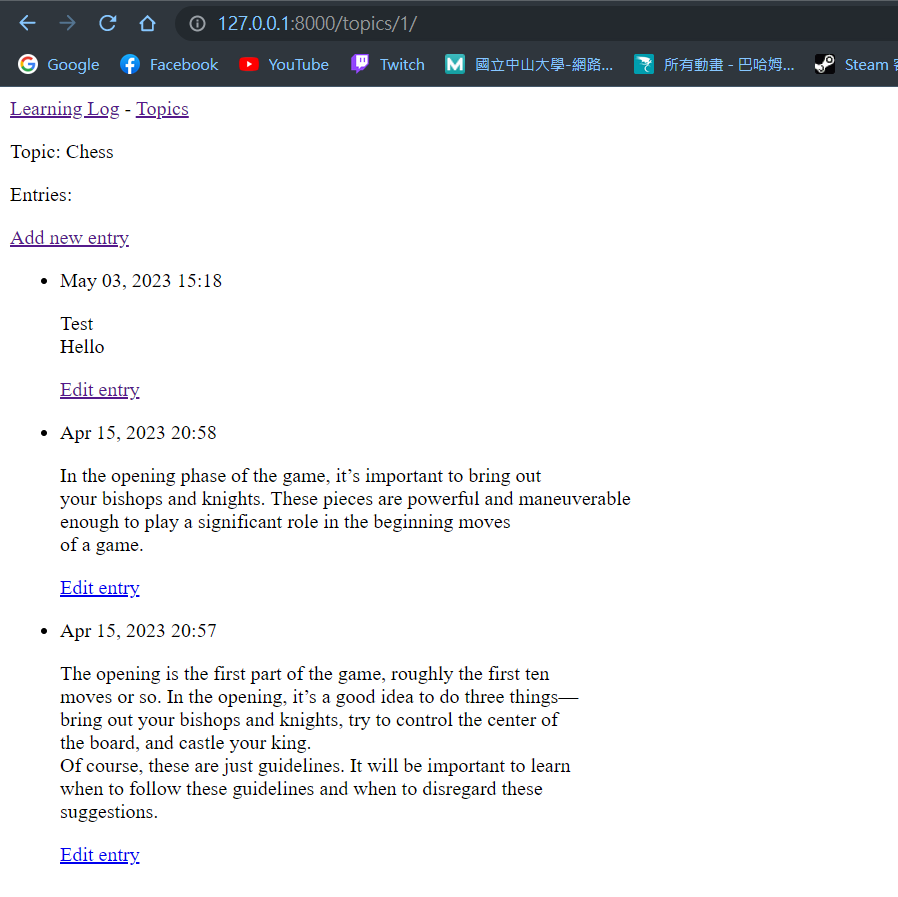 127.0.0.1:8000/topics/1/
Google Facebook YouTube Twitch 國立中山大學-網路... 所有動畫 - 巴哈姆... Steam
Learning Log - Topics
Topic: Chess
Entries:
Add new entry
• May 03, 2023 15:18
Test
Hello
Edit entry
• Apr 15, 2023 20:58
In the opening phase of the game, it’s important to bring out
your bishops and knights. These pieces are powerful and maneuverable
enough to play a significant role in the beginning moves
of a game.
Edit entry
• Apr 15, 2023 20:57
The opening is the first part of the game, roughly the first ten
moves or so. In the opening, it’s a good idea to do three things—
bring out your bishops and knights, try to control the center of
the board, and castle your king.
Of course, these are just guidelines. It will be important to learn
when to follow these guidelines and when to disregard these
suggestions.
Edit entry